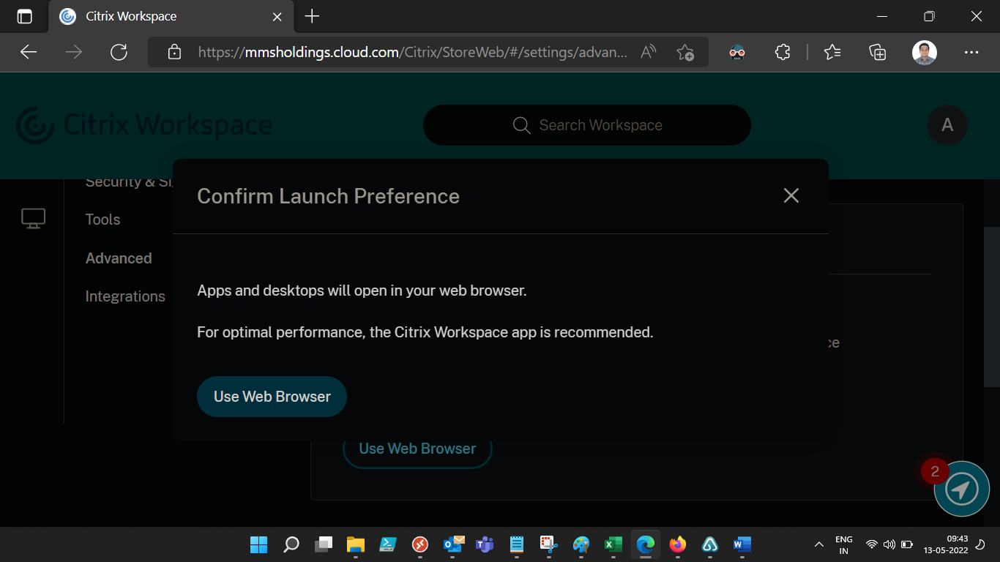 Citrix Workspace
https://mmsholdings.cloud.com/Citrix/StoreWeb/#/settings/advan...
Citrix Workspace
Search Workspace
A
Security & Si
Confirm Launch Preference
Tools
Advanced
Apps and desktops will open in your web browser.
Integrations
For optimal performance, the Citrix Workspace app is recommended.
ce
Use Web Browser
Use Web Browser
2
ENG
IN
09:43
13-05-2022